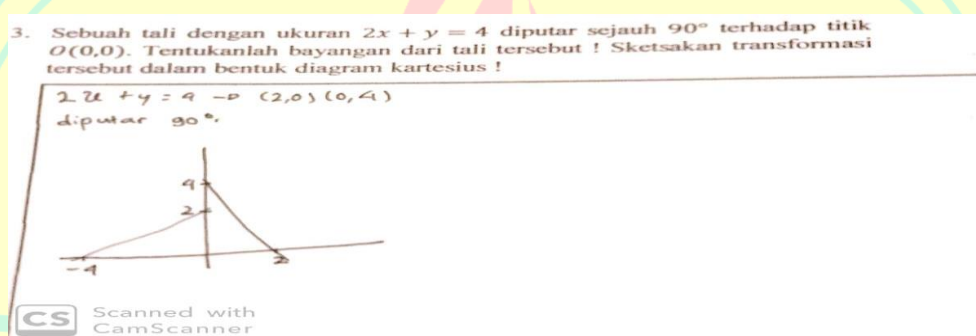 3. Sebuah tali dengan ukuran 2x + y = 4 diputar sejauh 90° terhadap titik
O(0,0). Tentukanlah bayangan dari tali tersebut ! Sketsakan transformasi
tersebut dalam bentuk diagram kartesius !
2x + y = 4 → (2,0) (0,4)
diputar 90°.
4
2
-4 2
CS Scanned with
CamScanner